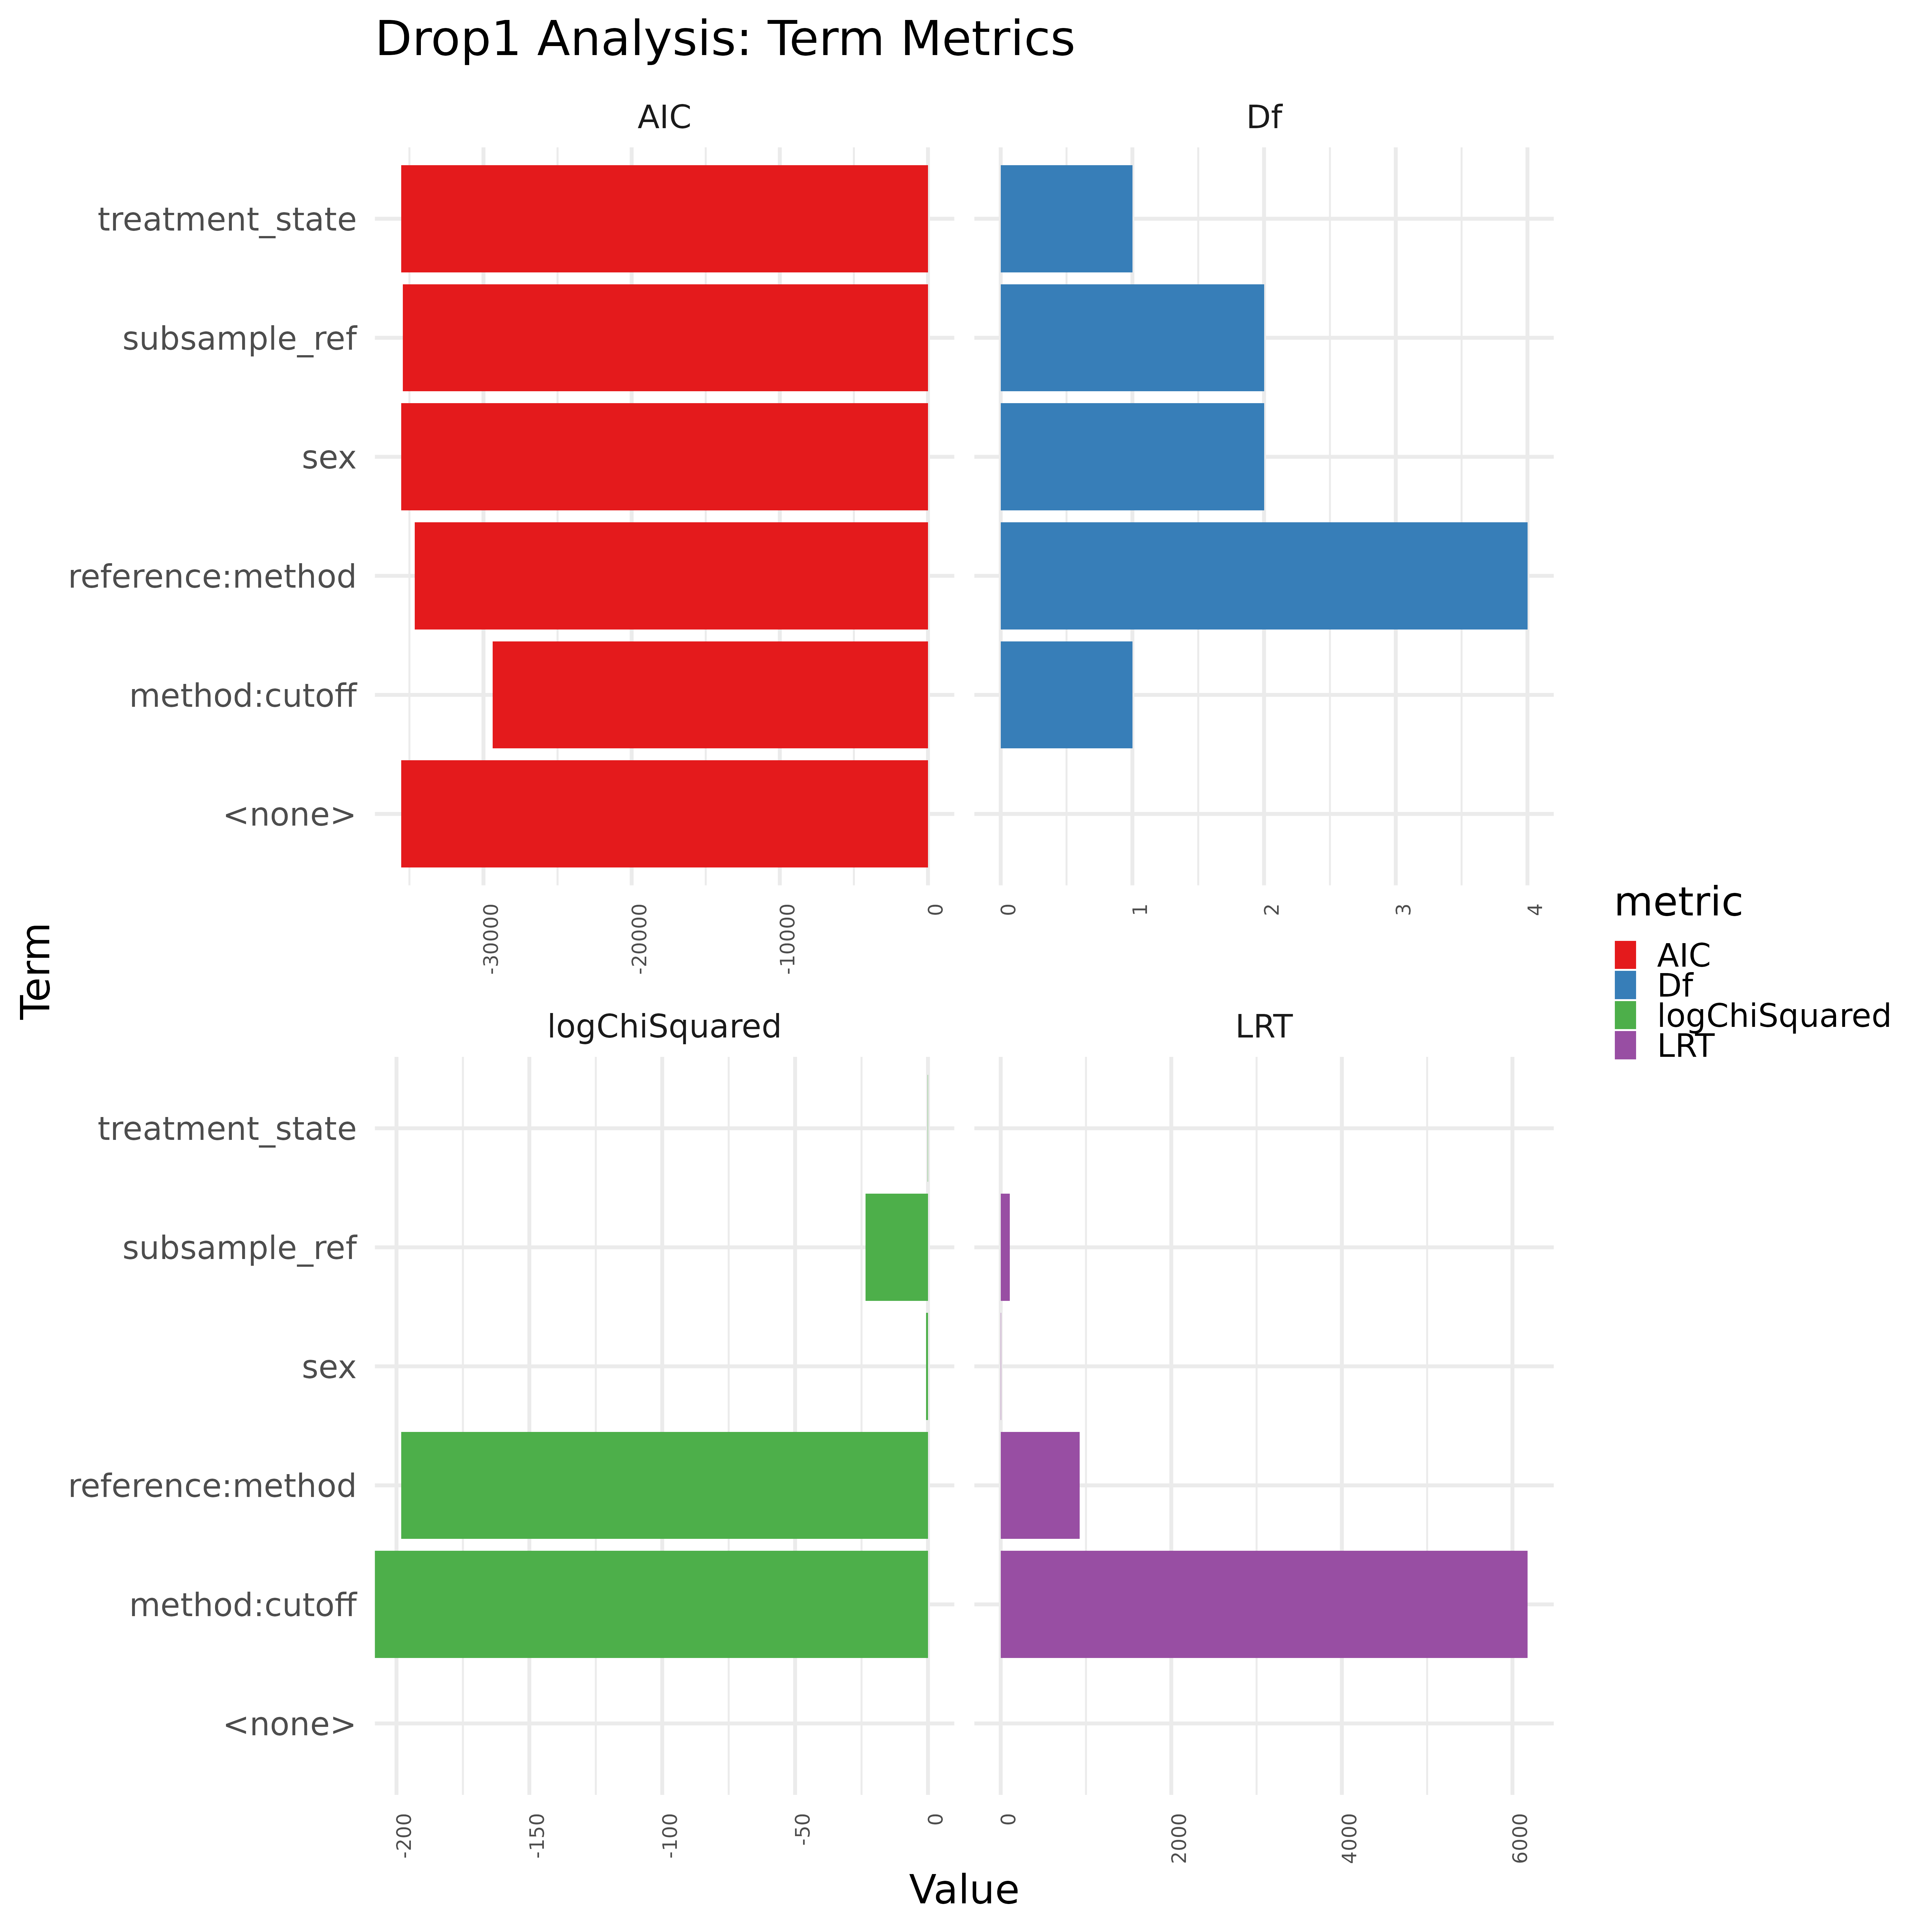 Drop1 Analysis: Term Metrics
AIC
Df
treatment_state
subsample_ref
sex
reference:method
method:cutoff
<none>
-30000
-20000
-10000
0
0
1
2
3
4
Term
logChiSquared
LRT
treatment_state
subsample_ref
sex
reference:method
method:cutoff
<none>
-200
-150
-100
-50
0
0
2000
4000
6000
Value
metric
AIC
Df
logChiSquared
LRT